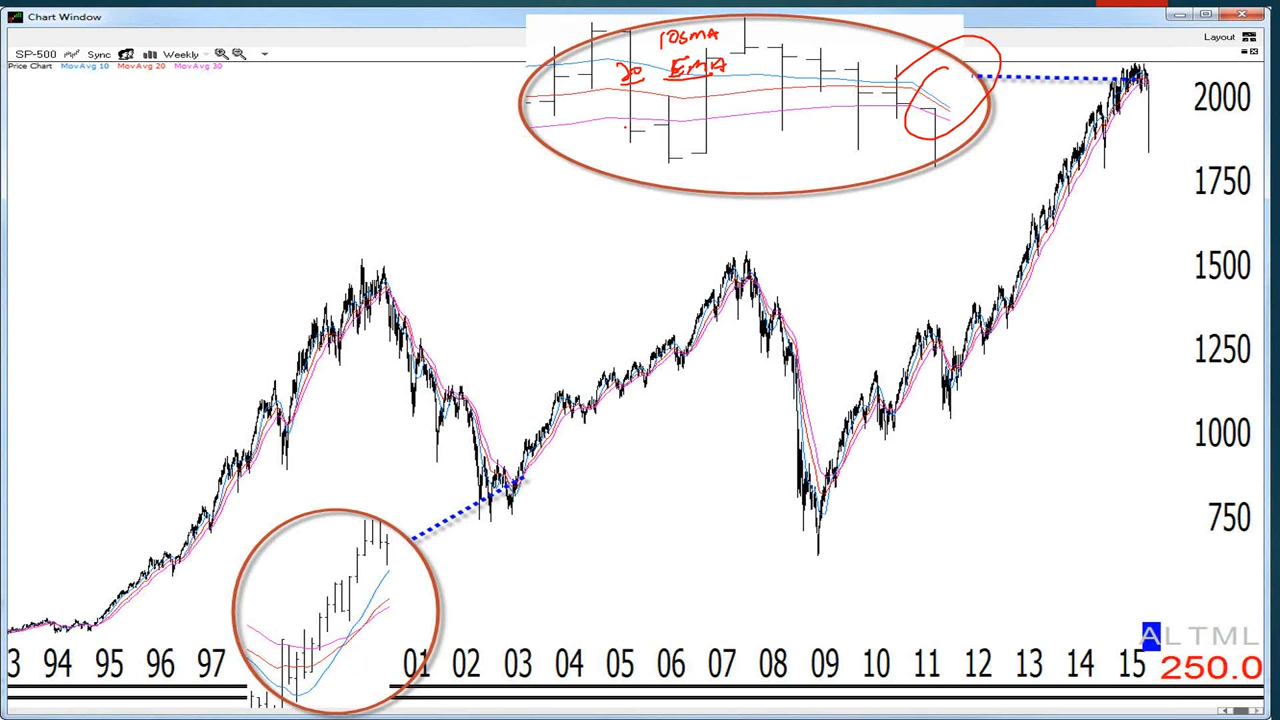 Chart Window
Layout
SP-500 Sync Weekly
Price Chart MovAvg 10 MovAvg 20 MovAvg 30
10SMA
20 EMA
2000
1750
1500
1250
1000
750
3 94 95 96 97 01 02 03 04 05 06 07 08 09 10 11 12 13 14 15
ALTML
250.0